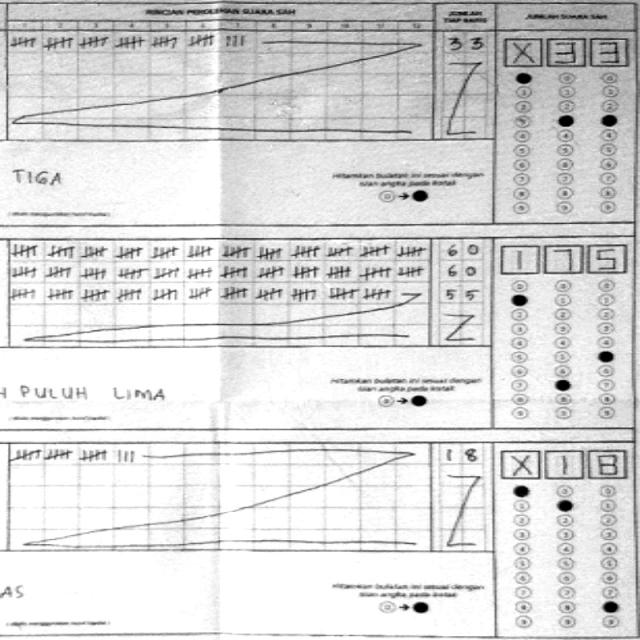 RINCIAN PEROLEHAN SUARA SAH
JUMLAH
TIAP BARIS
JUMLAH SUARA SAH
1 2 3 4 5 6 7 8 9 10 11 12
33
X 3 3
TIGA
Hitamkan bulatan ini sesuai dengan
isian angka pada kotak
60
60
55
1 7 5
H PULUH LIMA
Hitamkan bulatan ini sesuai dengan
isian angka pada kotak
18
X 1 8
AS
Hitamkan bulatan ini sesuai dengan
isian angka pada kotak